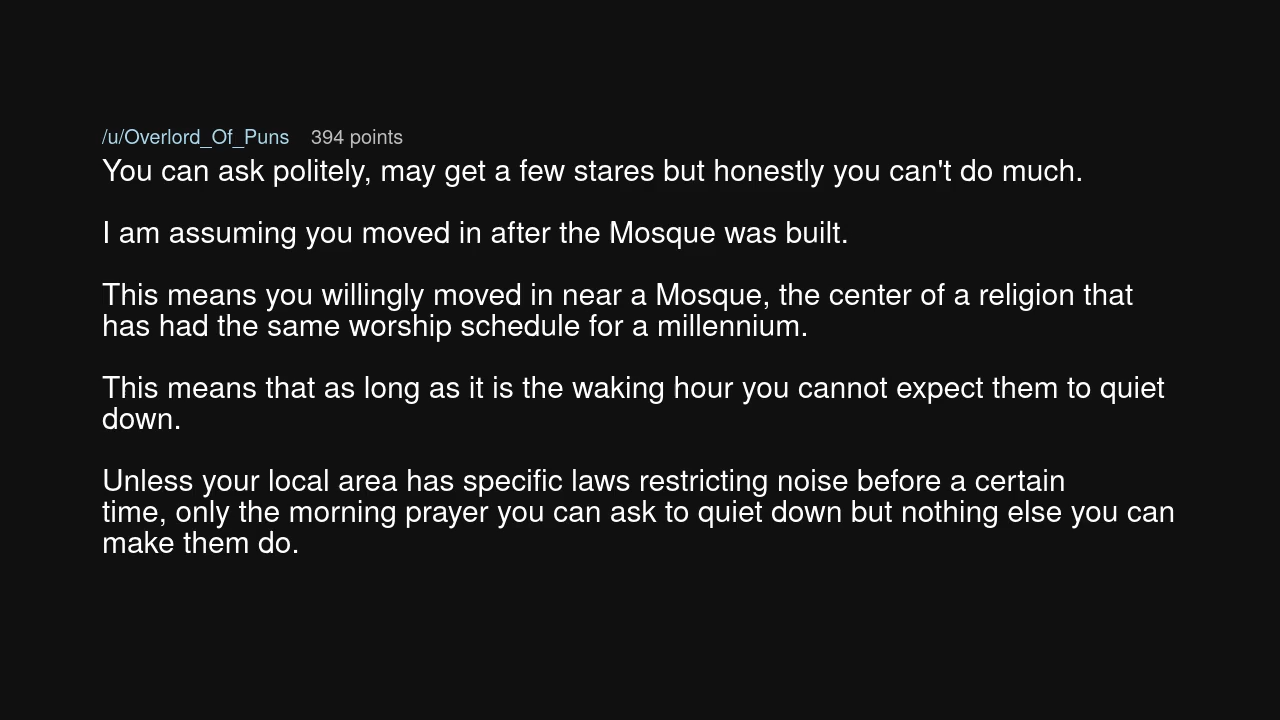 /u/Overlord_Of_Puns 394 points
You can ask politely, may get a few stares but honestly you can't do much.
I am assuming you moved in after the Mosque was built.
This means you willingly moved in near a Mosque, the center of a religion that
has had the same worship schedule for a millennium.
This means that as long as it is the waking hour you cannot expect them to quiet
down.
Unless your local area has specific laws restricting noise before a certain
time, only the morning prayer you can ask to quiet down but nothing else you can
make them do.